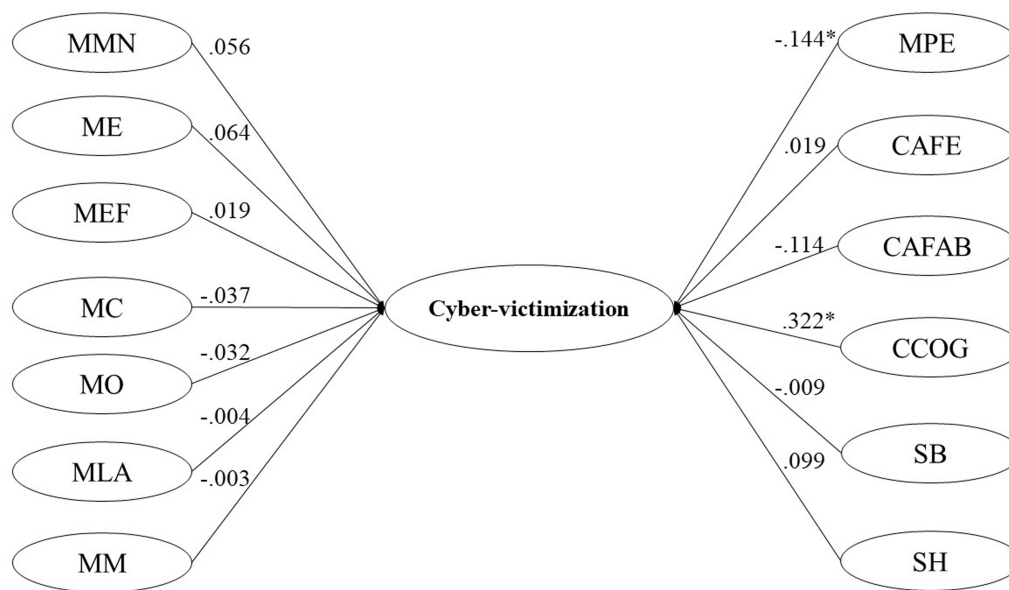 MMN .056 -.144* MPE
ME .064 .019 CAFE
MEF .019 -.114 CAFAB
MC -.037 Cyber-victimization .322* CCOG
MO -.032 -.009 SB
MLA -.004 .099 SH
MM -.003